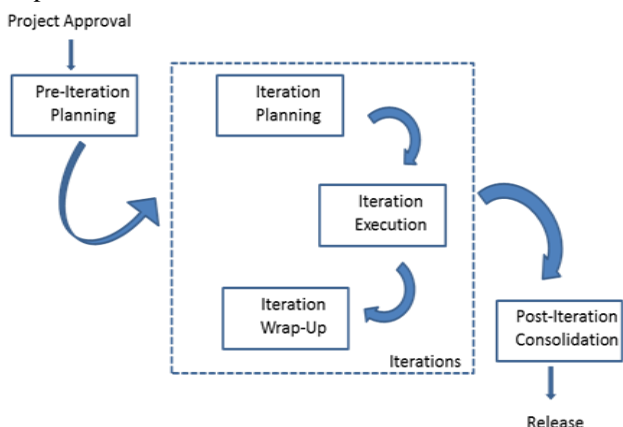 Project Approval
Pre-Iteration
Planning
Iteration
Planning
Iteration
Execution
Iteration
Wrap-Up
Iterations
Post-Iteration
Consolidation
Release